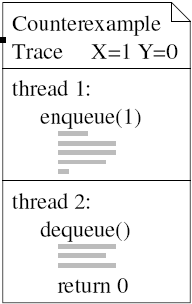 Counterexample
Trace X=1 Y=0
thread 1:
enqueue(1)
thread 2:
dequeue()
return 0